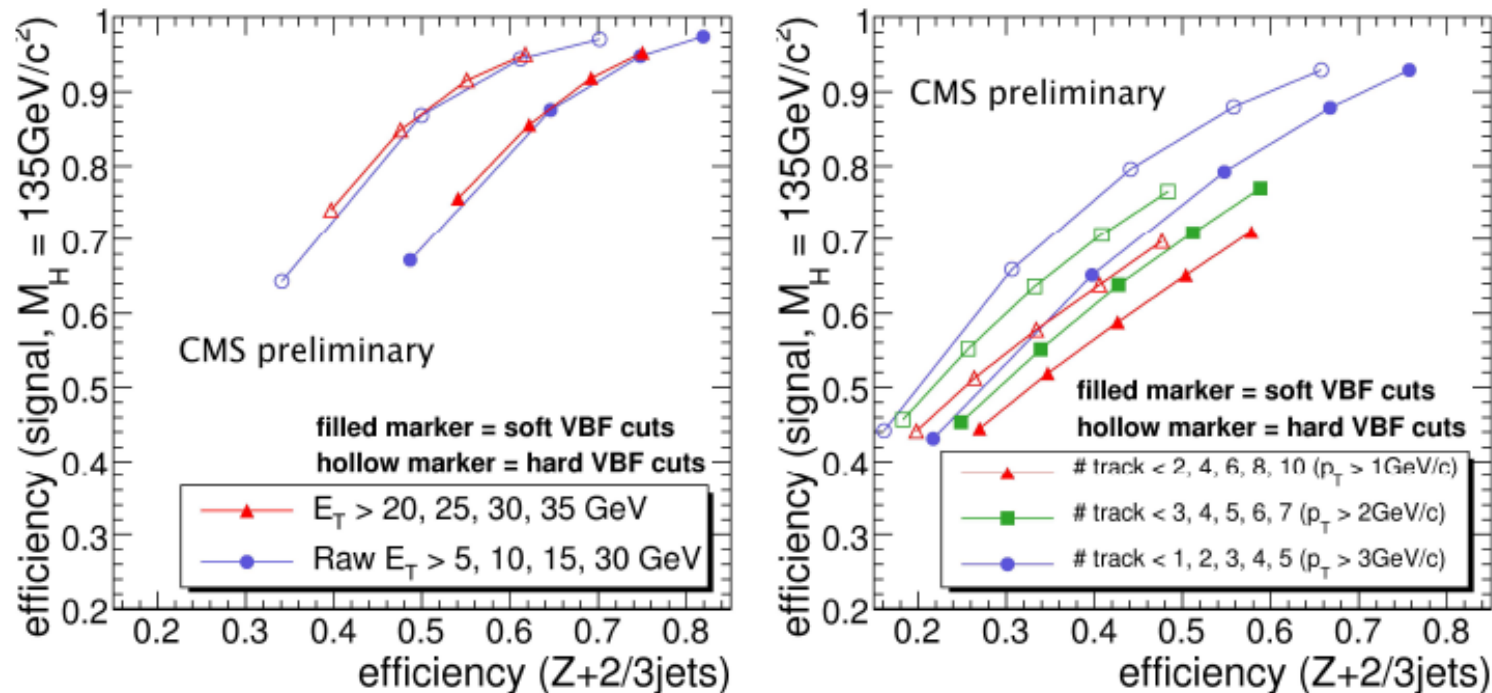 efficiency (signal, M_H = 135GeV/c²)
1
0.9
0.8
0.7
0.6
0.5
0.4
0.3
0.2
CMS preliminary
filled marker = soft VBF cuts
hollow marker = hard VBF cuts
E_T > 20, 25, 30, 35 GeV
Raw E_T > 5, 10, 15, 30 GeV
0.2 0.3 0.4 0.5 0.6 0.7 0.8
efficiency (Z+2/3jets)
efficiency (signal, M_H = 135GeV/c²)
1
0.9
0.8
0.7
0.6
0.5
0.4
0.3
0.2
CMS preliminary
filled marker = soft VBF cuts
hollow marker = hard VBF cuts
# track < 2, 4, 6, 8, 10 (p_T > 1GeV/c)
# track < 3, 4, 5, 6, 7 (p_T > 2GeV/c)
# track < 1, 2, 3, 4, 5 (p_T > 3GeV/c)
0.2 0.3 0.4 0.5 0.6 0.7 0.8
efficiency (Z+2/3jets)